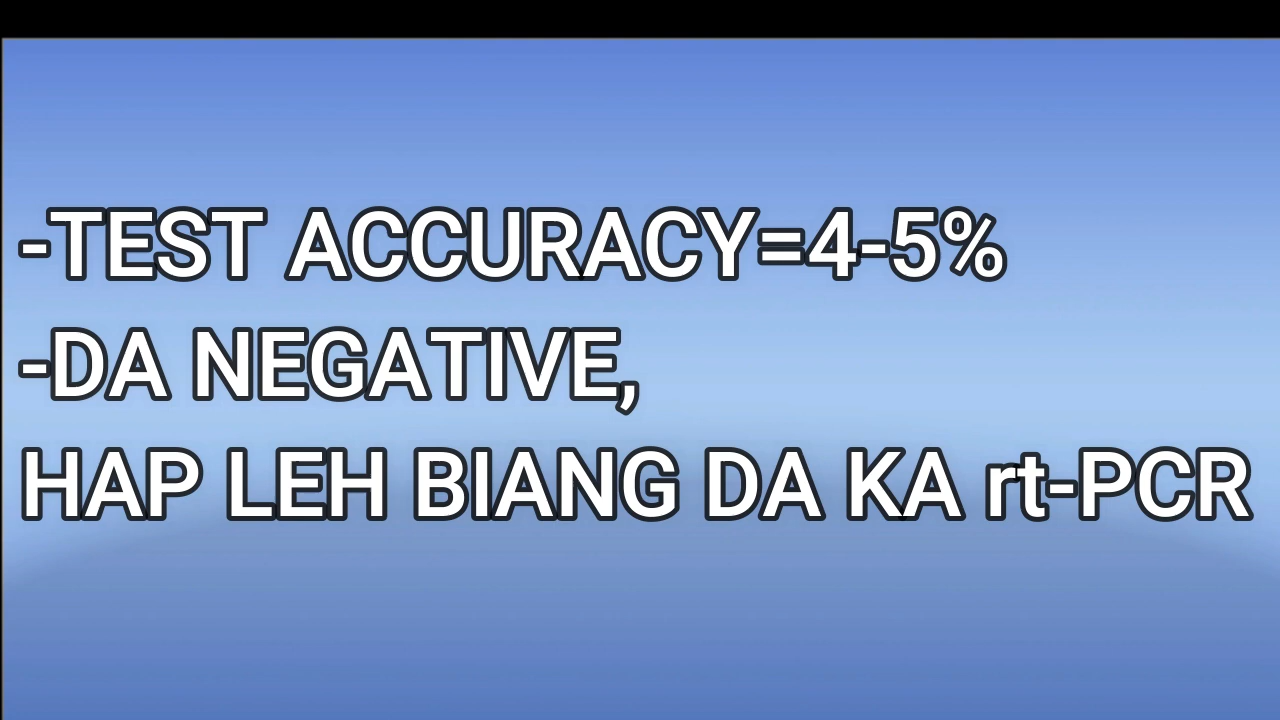 -TEST ACCURACY=4-5%
-DA NEGATIVE,
HAP LEH BIANG DA KA rt-PCR